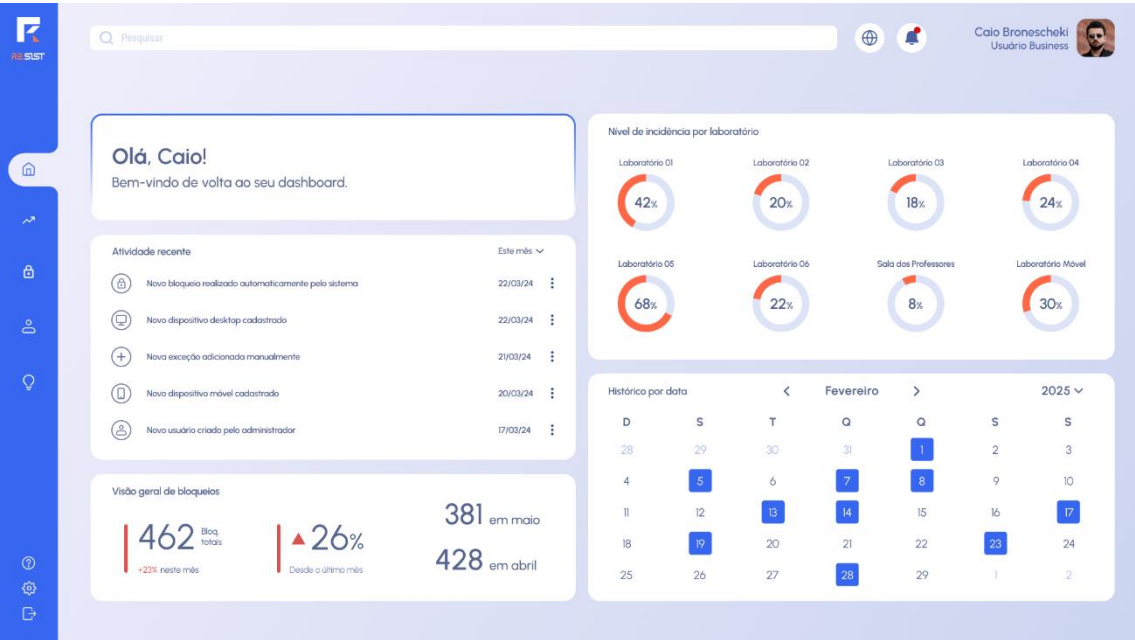 RESIST
Pesquisar
Caio Bronescheki
Usuário Business
Olá, Caio!
Bem-vindo de volta ao seu dashboard.
Atividade recente
Este mês
Novo bloqueio realizado automaticamente pelo sistema
22/03/24
Novo dispositivo desktop cadastrado
22/03/24
Nova exceção adicionada manualmente
21/03/24
Novo dispositivo móvel cadastrado
20/03/24
Novo usuário criado pelo administrador
17/03/24
Visão geral de bloqueios
462 Bloq. totais
+23% neste mês
26%
Desde o último mês
381 em maio
428 em abril
Nível de incidência por laboratório
Laboratório 01 Laboratório 02 Laboratório 03 Laboratório 04
42% 20% 18% 24%
Laboratório 05 Laboratório 06 Sala dos Professores Laboratório Móvel
68% 22% 8% 30%
Histórico por data
Fevereiro
2025
D S T Q Q S S
28 29 30 31 1 2 3
4 5 6 7 8 9 10
11 12 13 14 15 16 17
18 19 20 21 22 23 24
25 26 27 28 29 1 2